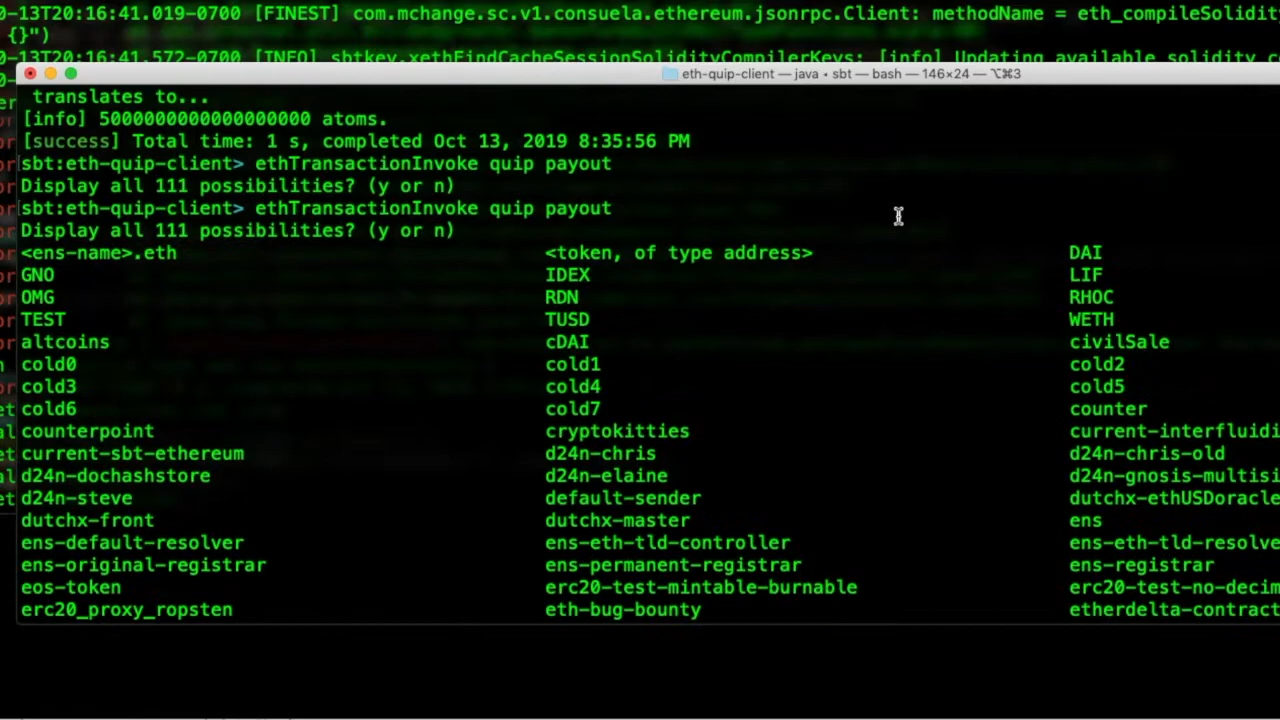 0-13T20:16:41.019-0700 [FINEST] com.mchange.sc.v1.consuela.ethereum.jsonrpc.Client: methodName = eth_compileSolidit
{}")
0-13T20:16:41.572-0700 [INFO] sbtkey.xethFindCacheSessionSolidityCompilerKeys: [info] Updating available solidity c
eth-quip-client — java • sbt — bash — 146×24 — ⌥⌘3
translates to...
[info] 5000000000000000000 atoms.
[success] Total time: 1 s, completed Oct 13, 2019 8:35:56 PM
sbt:eth-quip-client> ethTransactionInvoke quip payout
Display all 111 possibilities? (y or n)
sbt:eth-quip-client> ethTransactionInvoke quip payout
Display all 111 possibilities? (y or n)
<ens-name>.eth <token, of type address> DAI
GNO IDEX LIF
OMG RDN RHOC
TEST TUSD WETH
altcoins cDAI civilSale
cold0 cold1 cold2
cold3 cold4 cold5
cold6 cold7 counter
counterpoint cryptokitties current-interfluidi
current-sbt-ethereum d24n-chris d24n-chris-old
d24n-dochashstore d24n-elaine d24n-gnosis-multisi
d24n-steve default-sender dutchx-ethUSDoracle
dutchx-front dutchx-master ens
ens-default-resolver ens-eth-tld-controller ens-eth-tld-resolve
ens-original-registrar ens-permanent-registrar ens-registrar
eos-token erc20-test-mintable-burnable erc20-test-no-decim
erc20_proxy_ropsten eth-bug-bounty etherdelta-contract